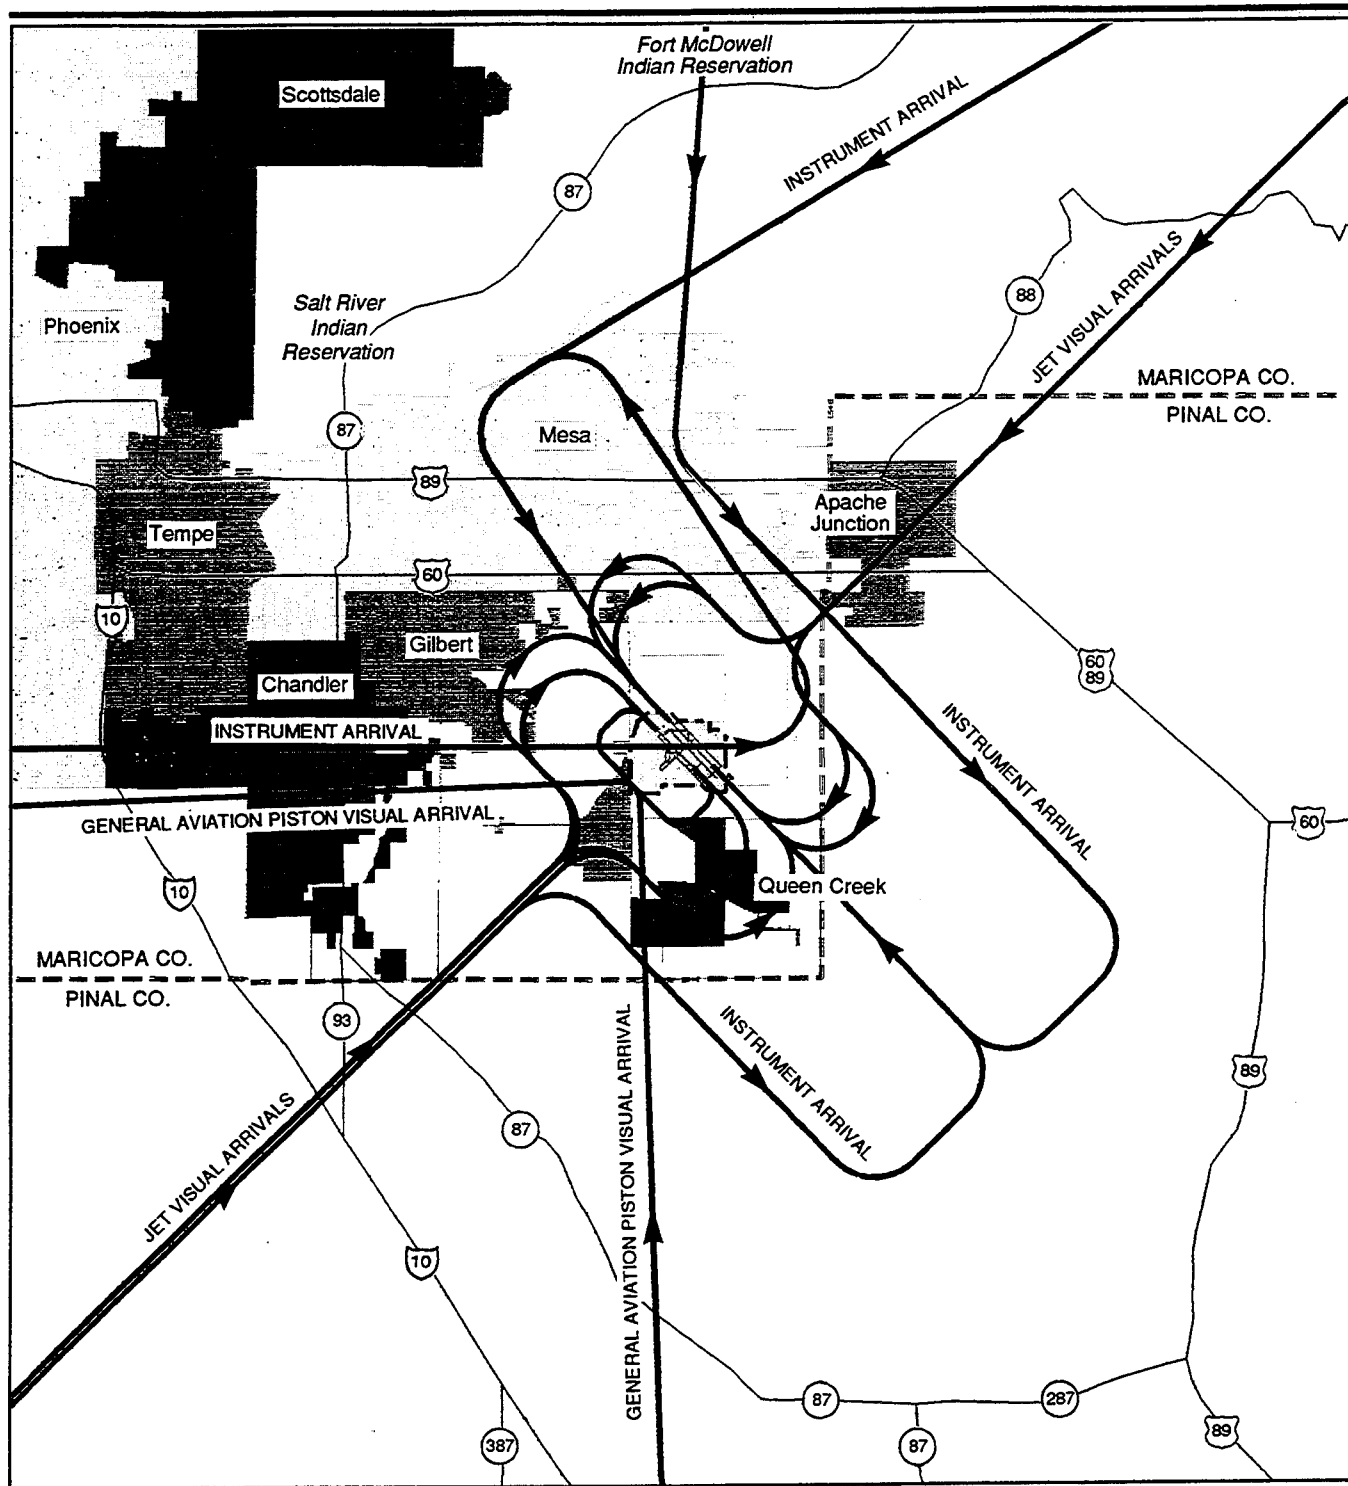 Fort McDowell
Indian Reservation
Scottsdale
INSTRUMENT ARRIVAL
87
JET VISUAL ARRIVALS
88
Salt River
Indian
Reservation
Phoenix
MARICOPA CO.
PINAL CO.
87
Mesa
89
Apache
Junction
Tempe
60
10
Gilbert
60
89
Chandler
INSTRUMENT ARRIVAL
INSTRUMENT ARRIVAL
GENERAL AVIATION PISTON VISUAL ARRIVAL
60
10
Queen Creek
MARICOPA CO.
PINAL CO.
93
INSTRUMENT ARRIVAL
89
87
JET VISUAL ARRIVALS
GENERAL AVIATION PISTON VISUAL ARRIVAL
10
87
287
387
87
89